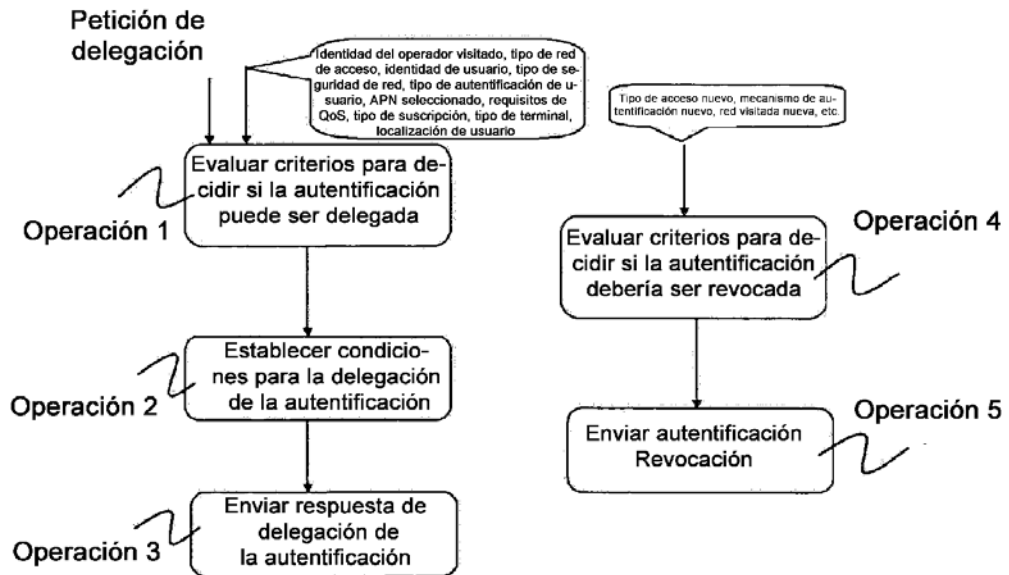 Petición de
delegación
Identidad del operador visitado, tipo de red
de acceso, identidad de usuario, tipo de se-
guridad de red, tipo de autentificación de u-
suario, APN seleccionado, requisitos de
QoS, tipo de suscripción, tipo de terminal,
localización de usuario
Evaluar criterios para de-
cidir si la autentificación
puede ser delegada
Operación 1
Establecer condicio-
nes para la delegación
de la autentificación
Operación 2
Enviar respuesta de
delegación de
la autentificación
Operación 3
Tipo de acceso nuevo, mecanismo de au-
tentificación nuevo, red visitada nueva, etc.
Evaluar criterios para de-
cidir si la autentificación
debería ser revocada
Operación 4
Enviar autentificación
Revocación
Operación 5